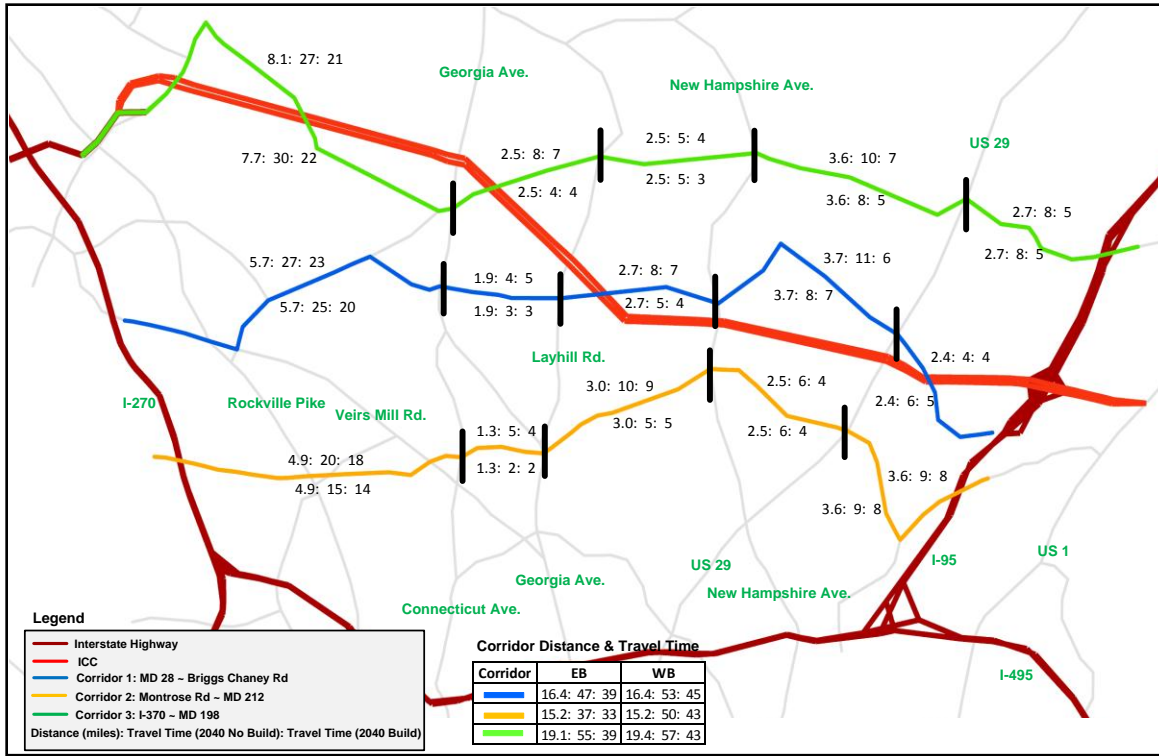 8.1: 27: 21
Georgia Ave.
New Hampshire Ave.
2.5: 5: 4
US 29
2.5: 8: 7
3.6: 10: 7
7.7: 30: 22
2.5: 5: 3
2.5: 4: 4
3.6: 8: 5
2.7: 8: 5
2.7: 8: 5
5.7: 27: 23
1.9: 4: 5
2.7: 8: 7
3.7: 11: 6
5.7: 25: 20
1.9: 3: 3
2.7: 5: 4
3.7: 8: 7
Layhill Rd.
2.4: 4: 4
I-270
Rockville Pike
Veirs Mill Rd.
3.0: 10: 9
2.5: 6: 4
2.4: 6: 5
1.3: 5: 4
3.0: 5: 5
2.5: 6: 4
4.9: 20: 18
1.3: 2: 2
3.6: 9: 8
4.9: 15: 14
3.6: 9: 8
US 1
US 29
I-95
Georgia Ave.
New Hampshire Ave.
Connecticut Ave.
I-495
Legend
Interstate Highway
ICC
Corridor 1: MD 28 ~ Briggs Chaney Rd
Corridor 2: Montrose Rd ~ MD 212
Corridor 3: I-370 ~ MD 198
Distance (miles): Travel Time (2040 No Build): Travel Time (2040 Build)
Corridor Distance & Travel Time
Corridor EB WB
16.4: 47: 39 16.4: 53: 45
15.2: 37: 33 15.2: 50: 43
19.1: 55: 39 19.4: 57: 43